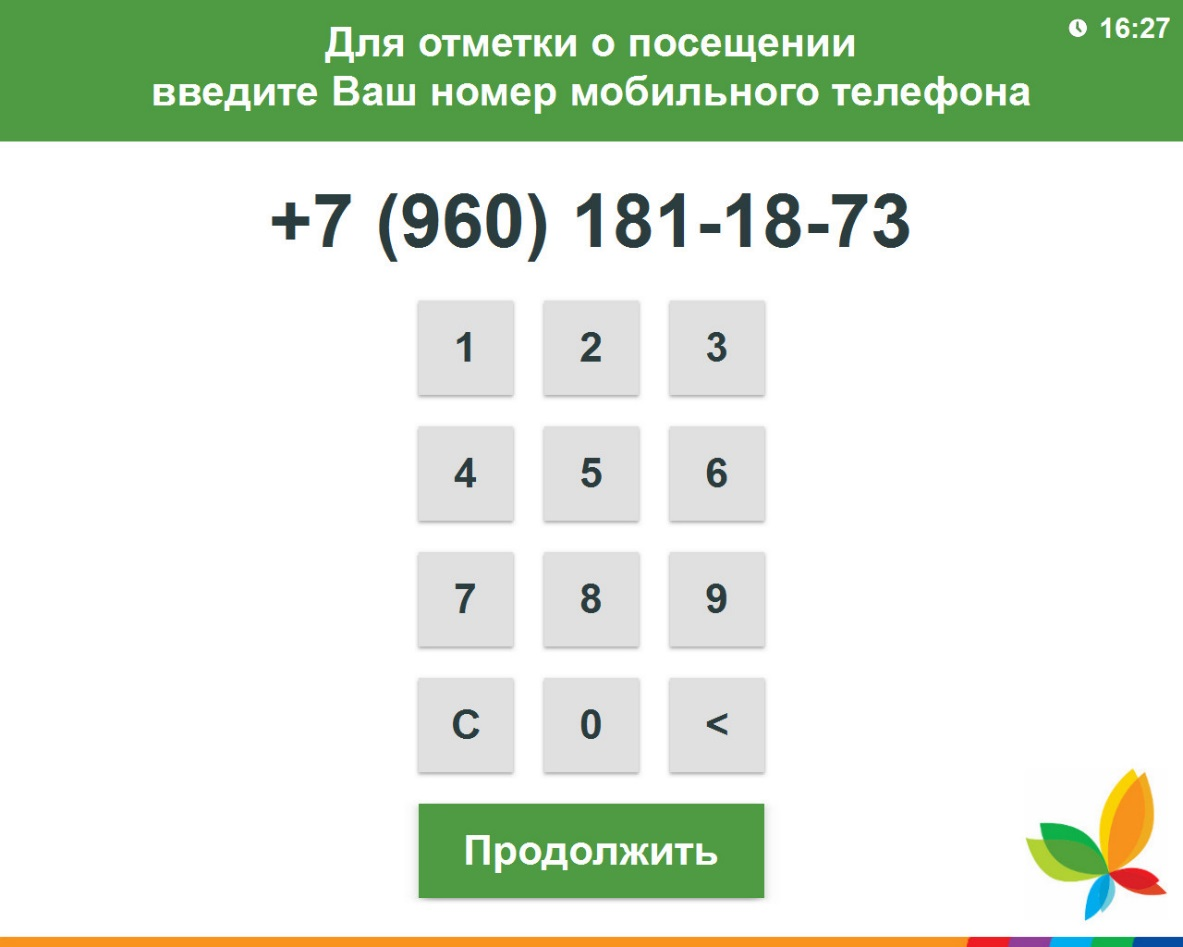 Для отметки о посещении
введите Ваш номер мобильного телефона
16:27
+7 (960) 181-18-73
1 2 3
4 5 6
7 8 9
C 0 <
Продолжить